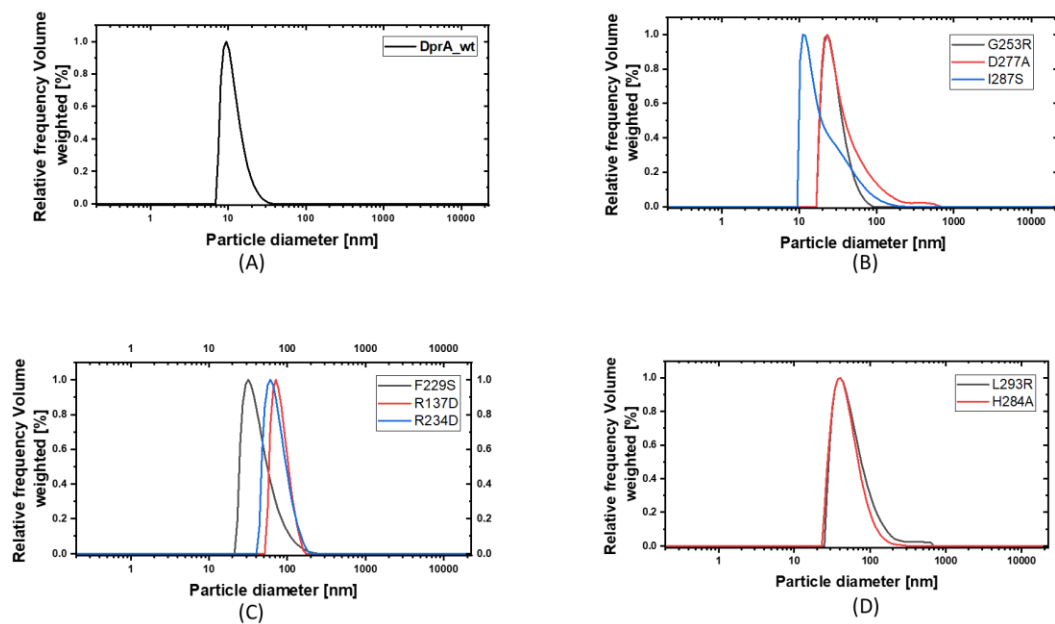 Relative frequency Volume
weighted [%]
1.0
0.8
0.6
0.4
0.2
0.0
DprA_wt
1 10 100 1000 10000
Particle diameter [nm]
(A)
Relative frequency Volume
weighted [%]
1.0
0.8
0.6
0.4
0.2
0.0
G253R
D277A
I287S
1 10 100 1000 10000
Particle diameter [nm]
(B)
1 10 100 1000 10000
Relative frequency Volume
weighted [%]
1.0
0.8
0.6
0.4
0.2
0.0
F229S
R137D
R234D
1.0
0.8
0.6
0.4
0.2
0.0
1 10 100 1000 10000
Particle diameter [nm]
(C)
Relative frequency Volume
weighted [%]
1.0
0.8
0.6
0.4
0.2
0.0
L293R
H284A
1 10 100 1000 10000
Particle diameter [nm]
(D)